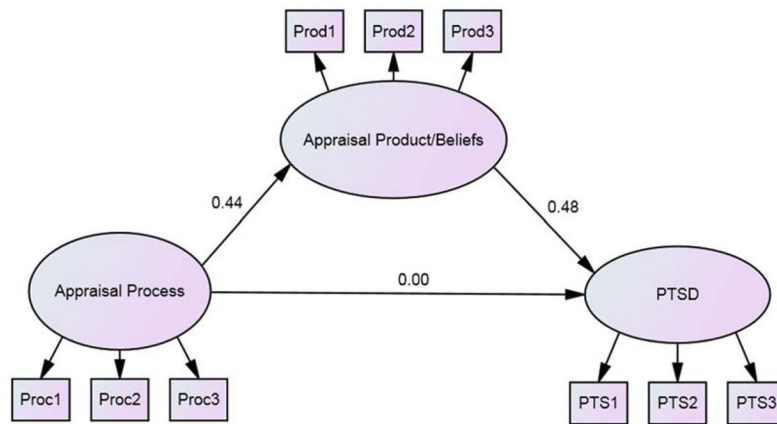 Prod1
Prod2
Prod3
Appraisal Product/Beliefs
0.44
0.48
Appraisal Process
0.00
PTSD
Proc1
Proc2
Proc3
PTS1
PTS2
PTS3